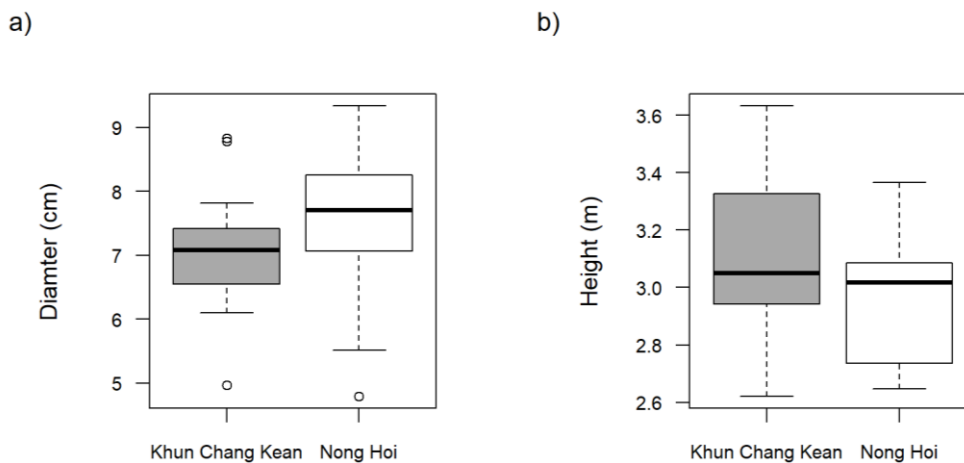 a)
Diamter (cm)
9
8
7
6
5
Khun Chang Kean
Nong Hoi
b)
Height (m)
3.6
3.4
3.2
3.0
2.8
2.6
Khun Chang Kean
Nong Hoi